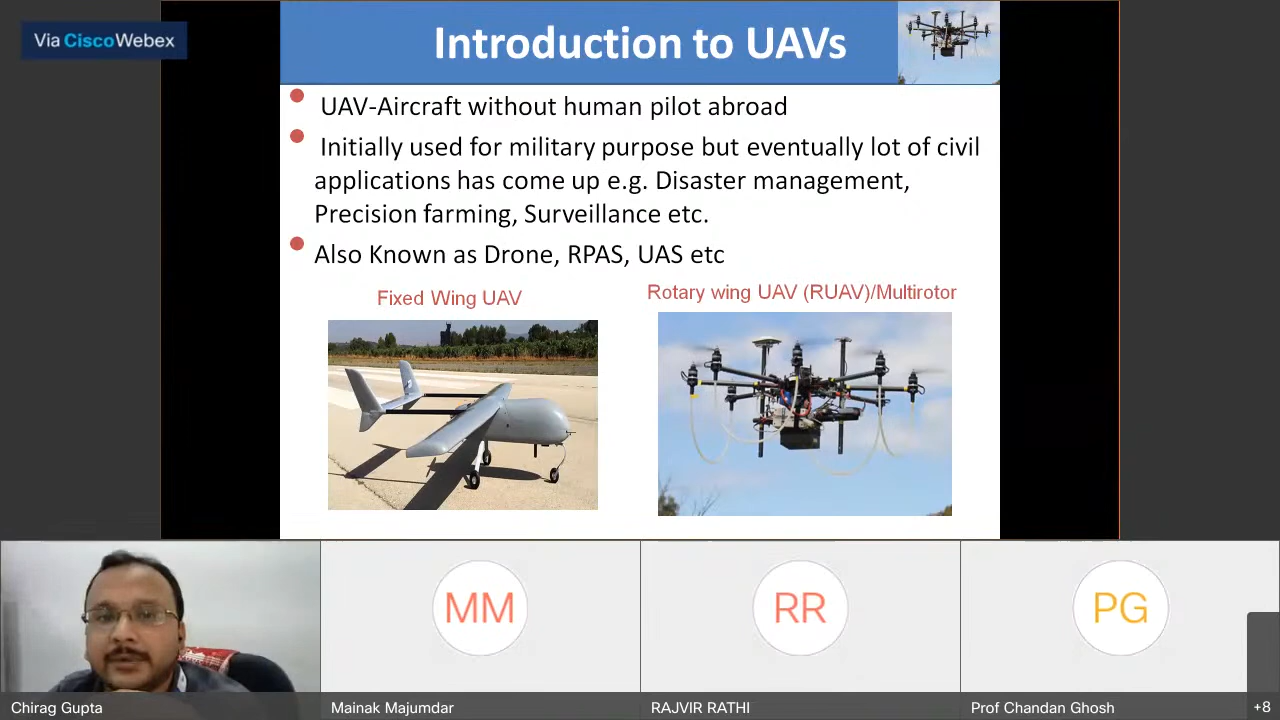 Via Cisco Webex
Introduction to UAVs
UAV-Aircraft without human pilot abroad
Initially used for military purpose but eventually lot of civil
applications has come up e.g. Disaster management,
Precision farming, Surveillance etc.
Also Known as Drone, RPAS, UAS etc
Fixed Wing UAV
Rotary wing UAV (RUAV)/Multirotor
MM
RR
PG
Chirag Gupta
Mainak Majumdar
RAJVIR RATHI
Prof Chandan Ghosh
+8